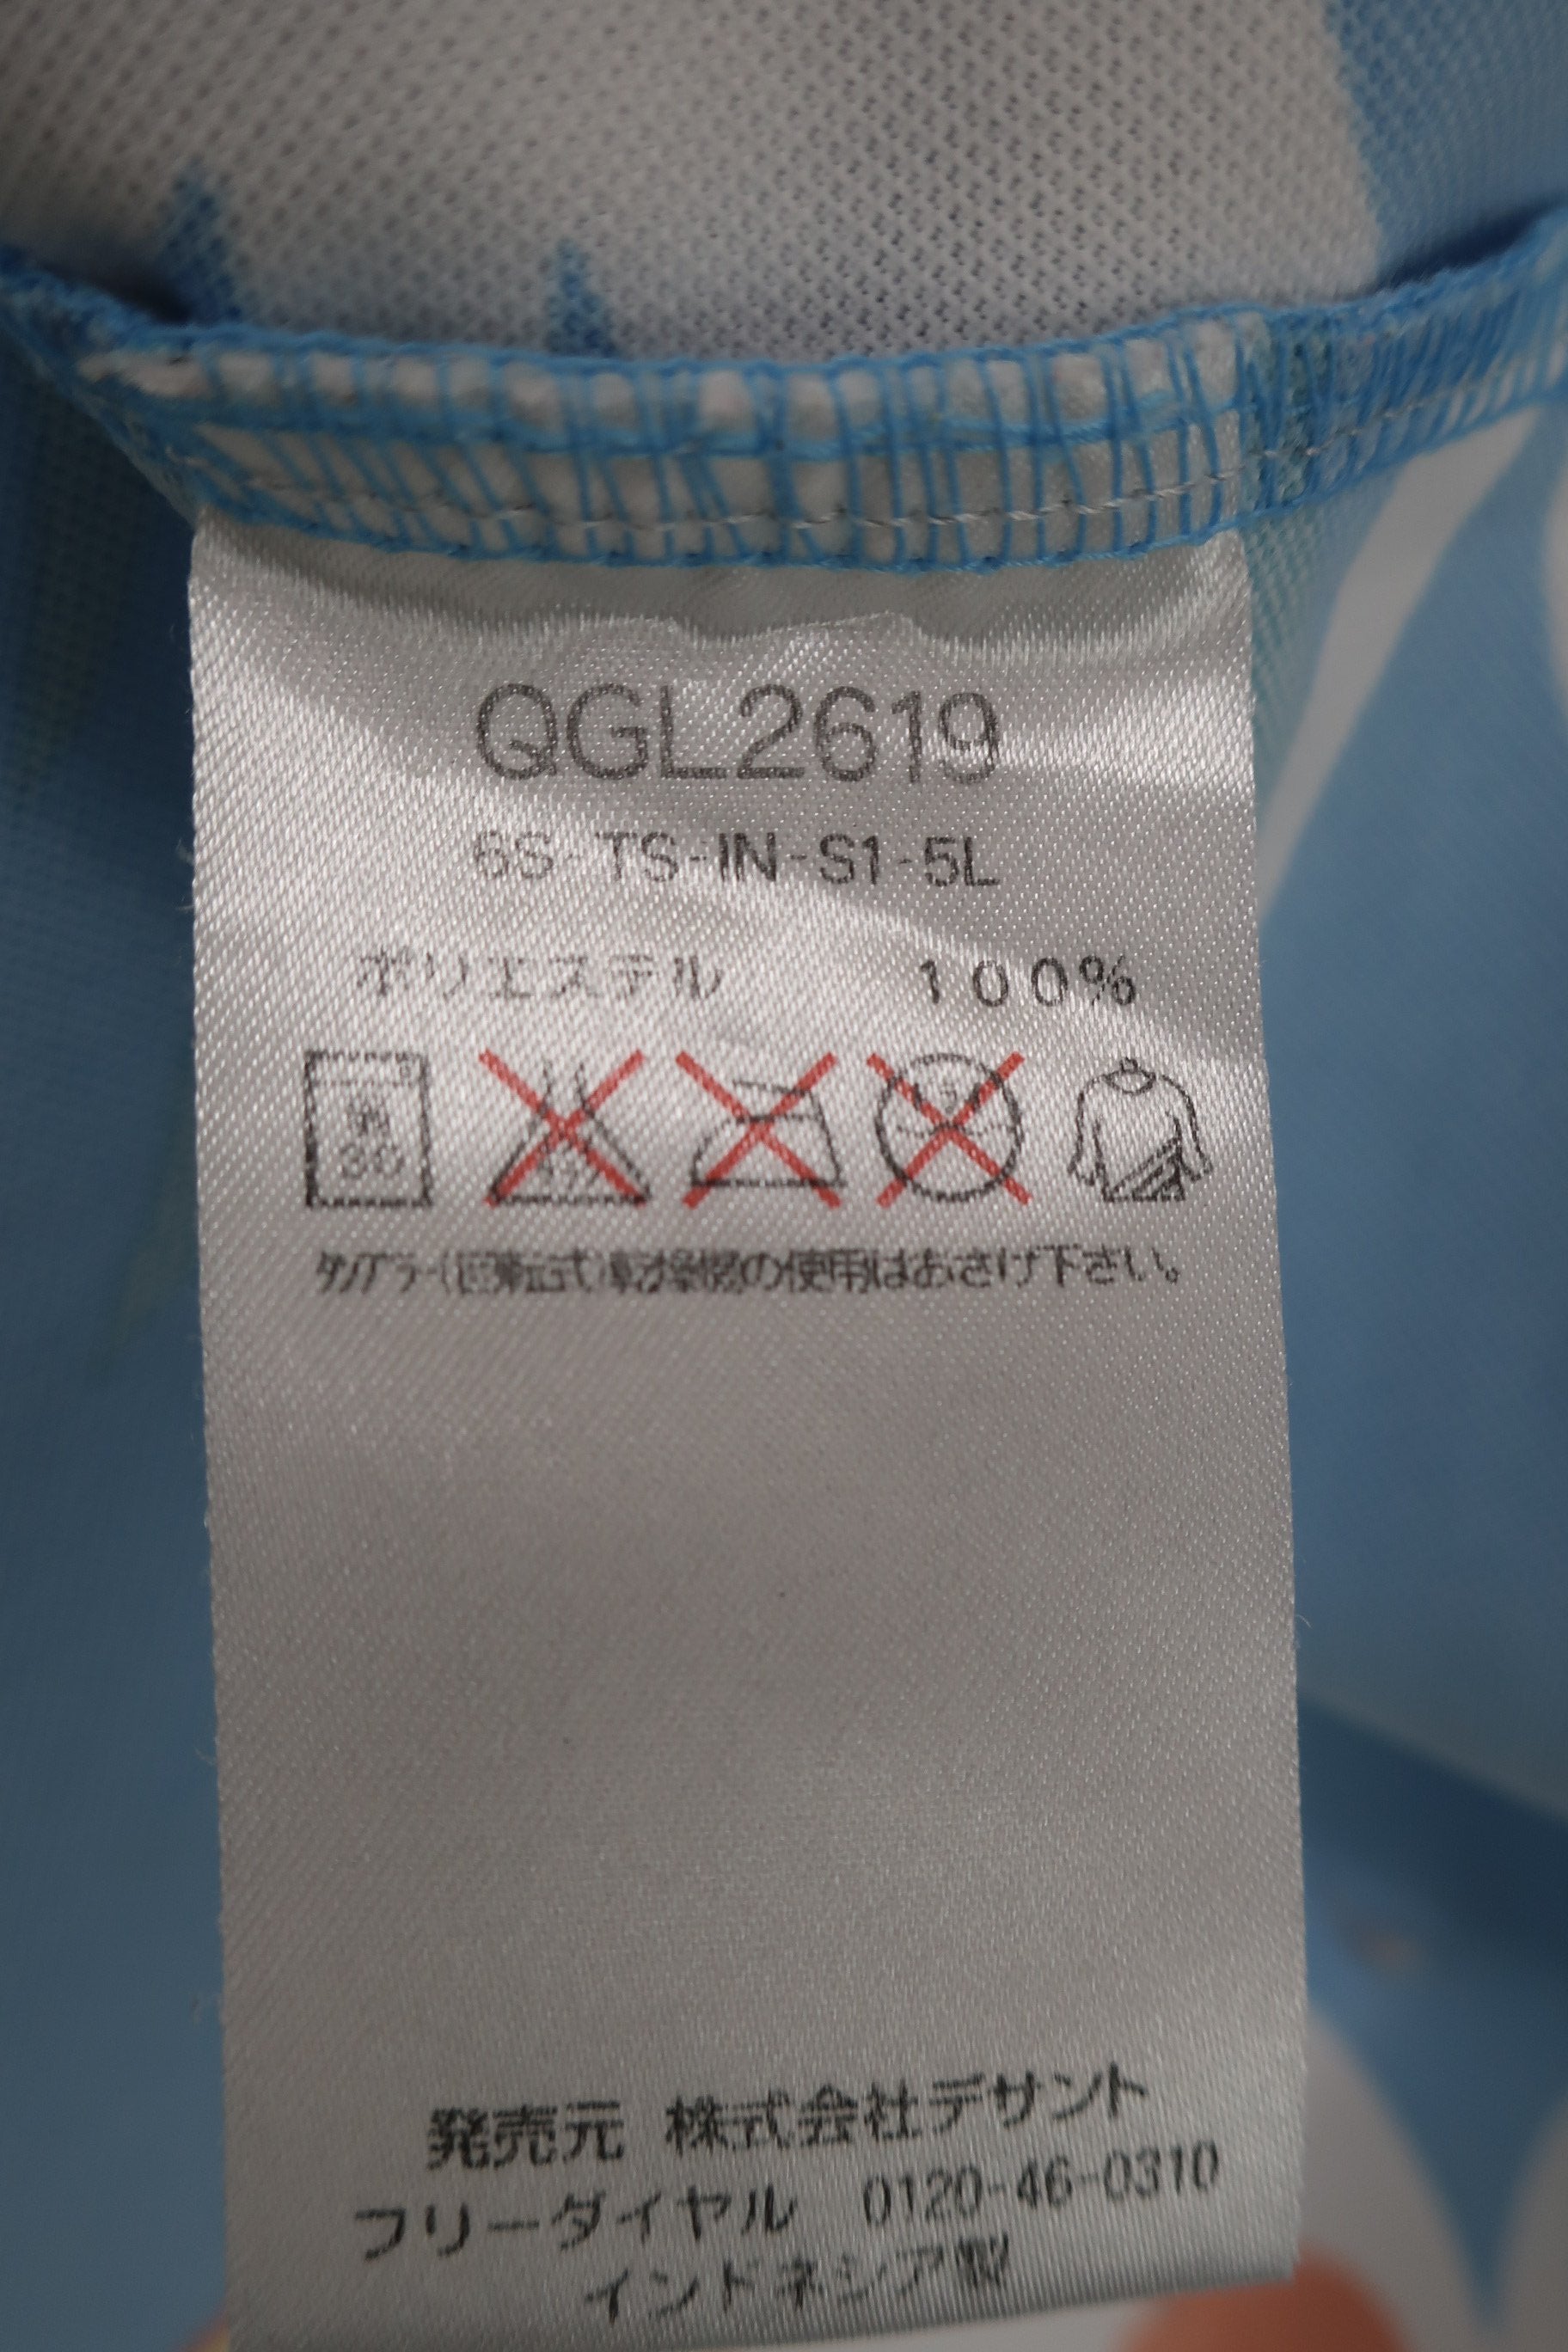 QGL2619
6S-TS-IN-S1-5L
ポリエステル 100%
弱 30
タンブラー(回転式)乾燥機の使用はおさけ下さい。
発売元 株式会社デサント
フリーダイヤル 0120-46-0310
インドネシア製